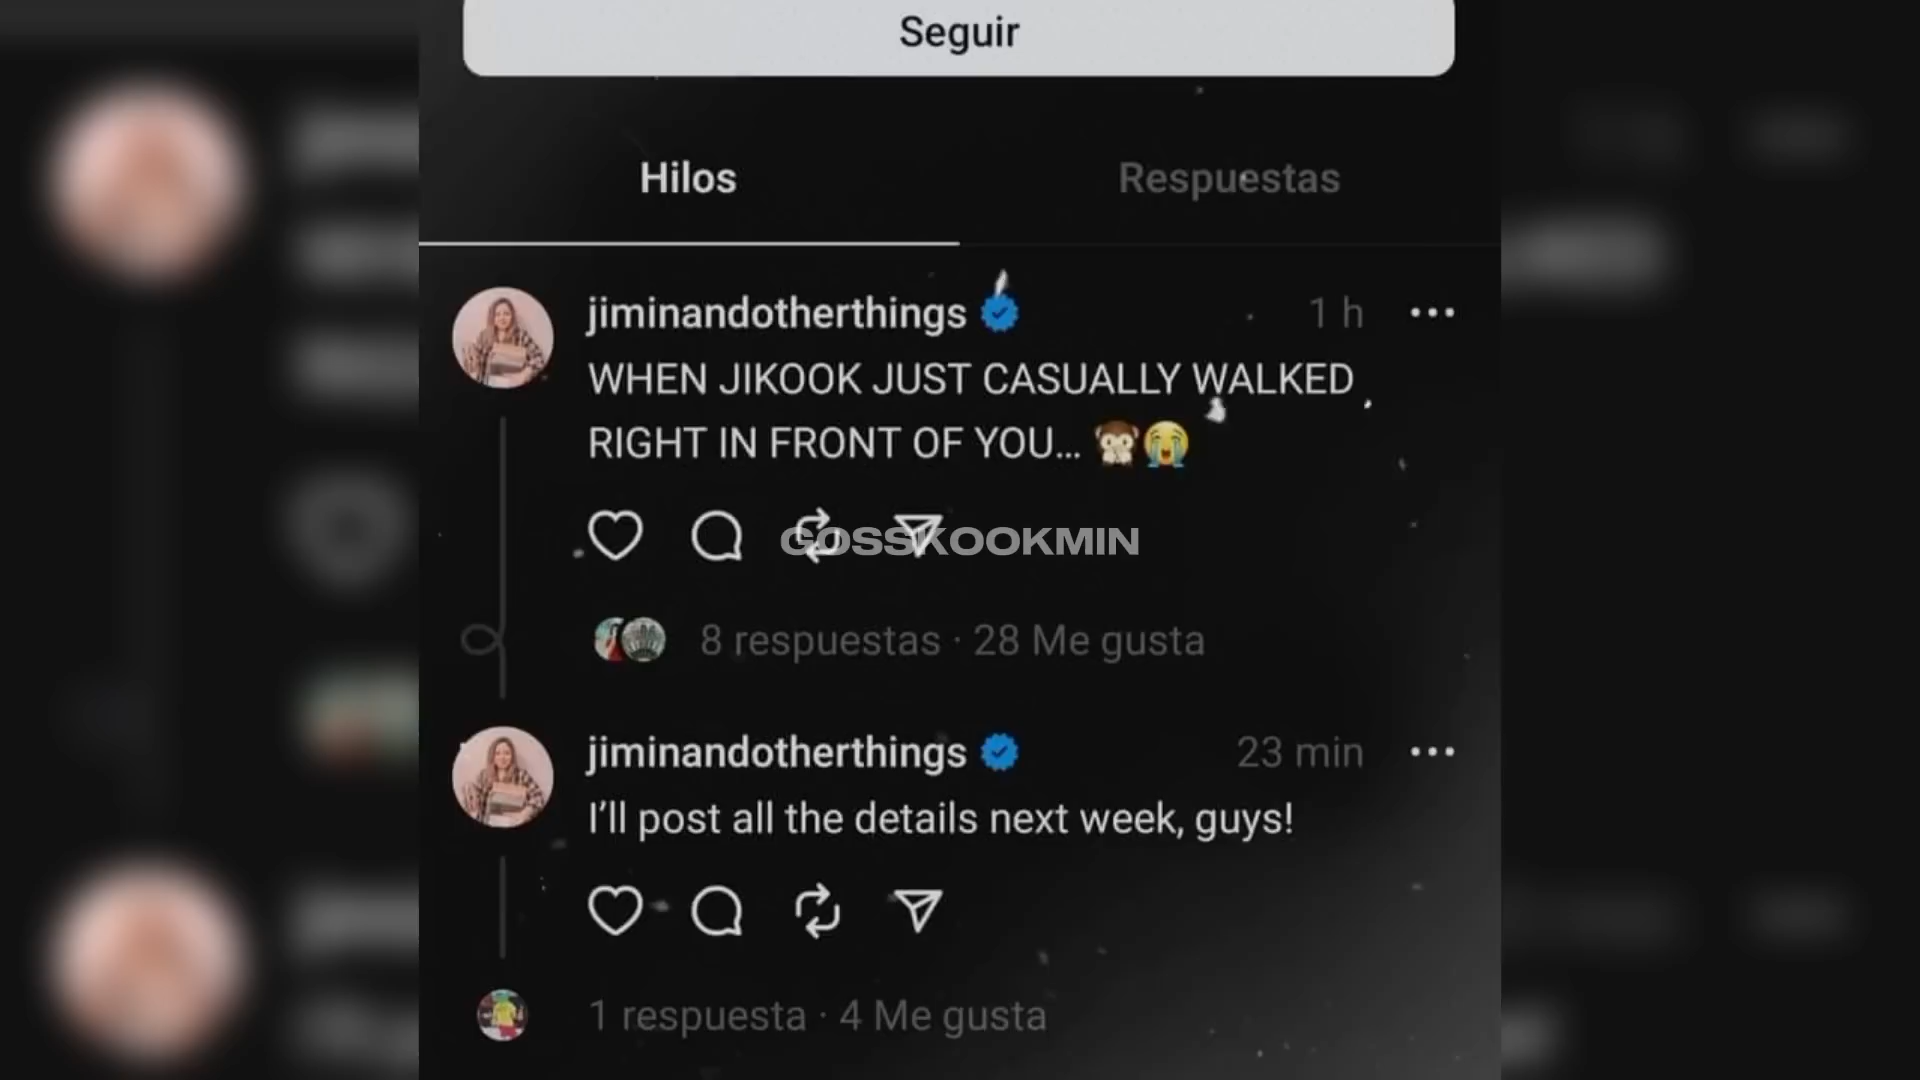 Seguir
Hilos
Respuestas
jiminandotherthings
1 h
WHEN JIKOOK JUST CASUALLY WALKED
RIGHT IN FRONT OF YOU... 🙊😭
GOSSKOOKMIN
8 respuestas · 28 Me gusta
jiminandotherthings
23 min
I’ll post all the details next week, guys!
1 respuesta · 4 Me gusta